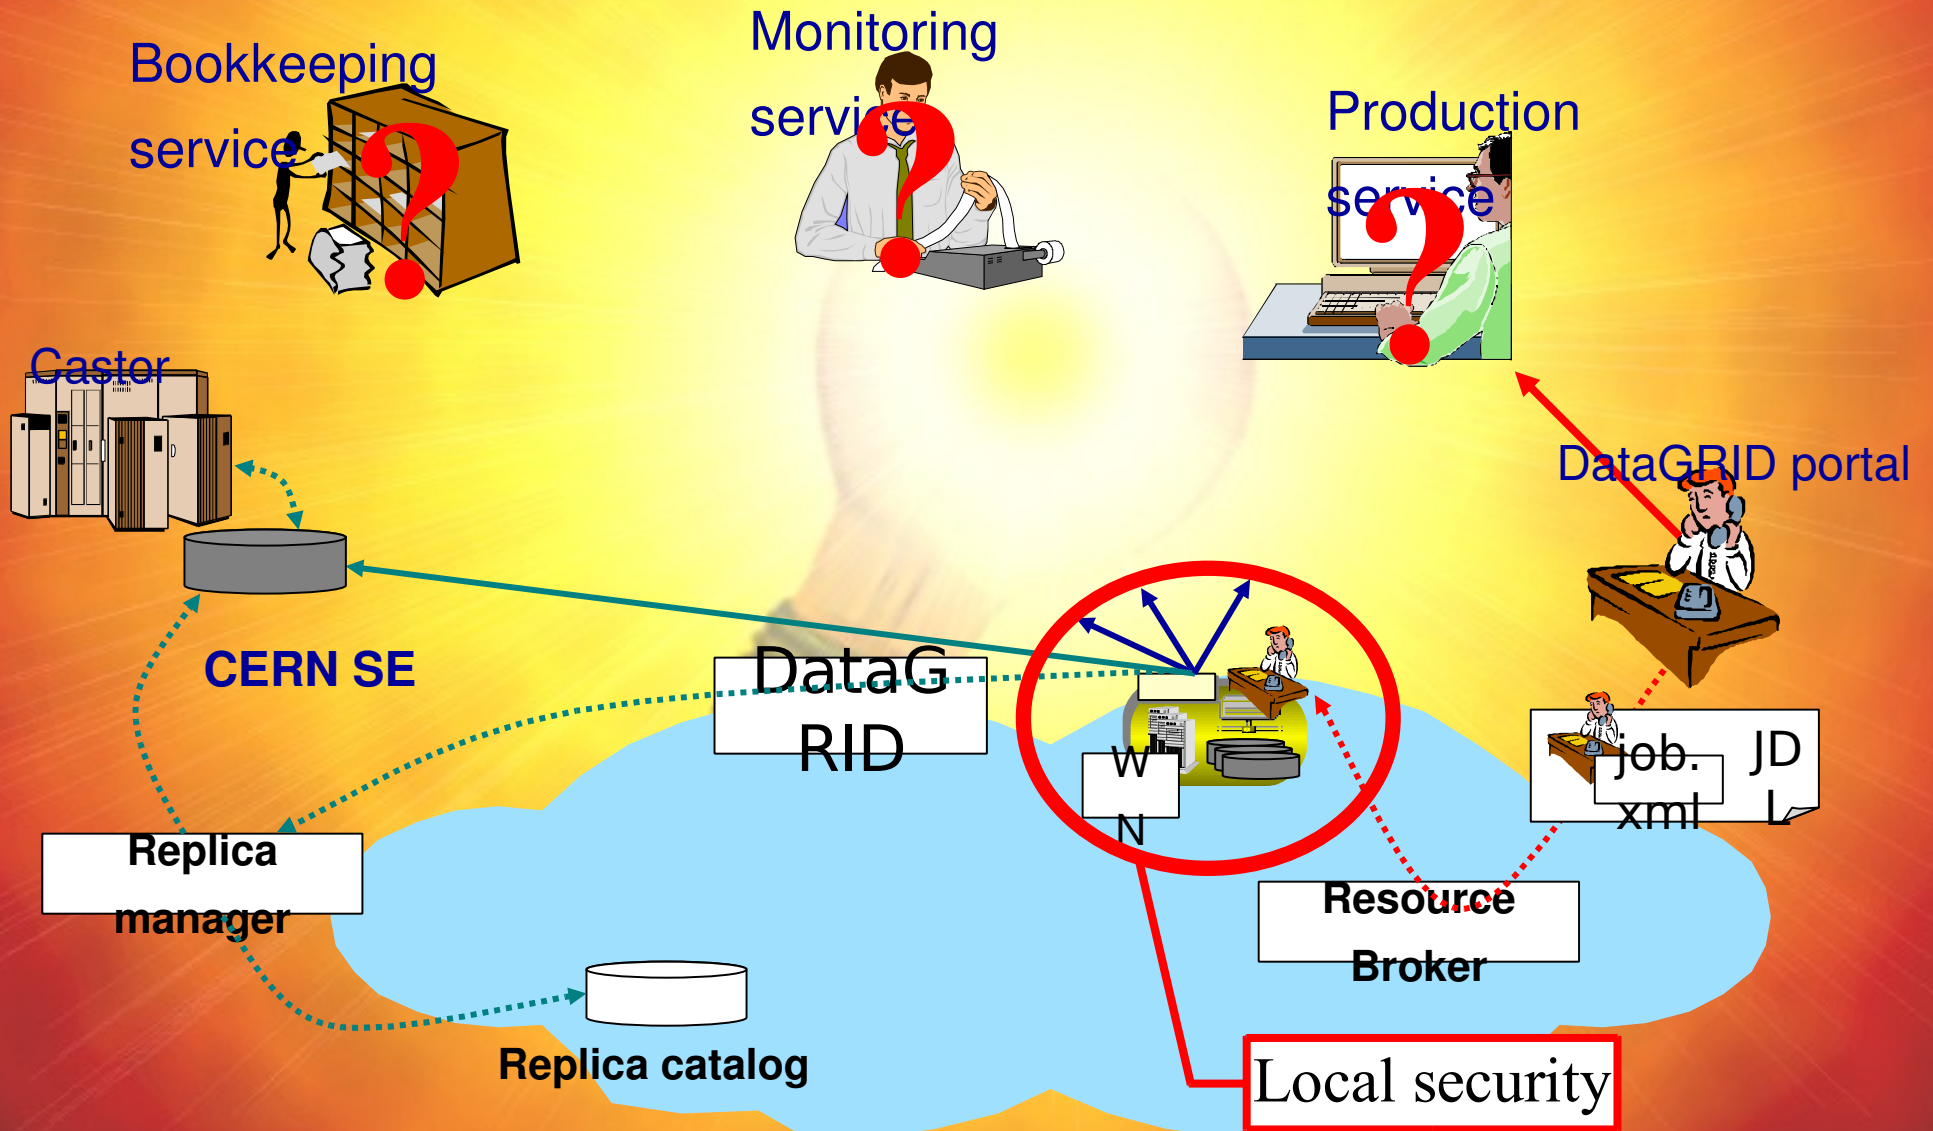 Monitoring
service
Bookkeeping
service
Production
service
Castor
DataGRID portal
CERN SE
DataG
RID
W
N
job.
xml
JD
L
Replica
manager
Resource
Broker
Replica catalog
Local security